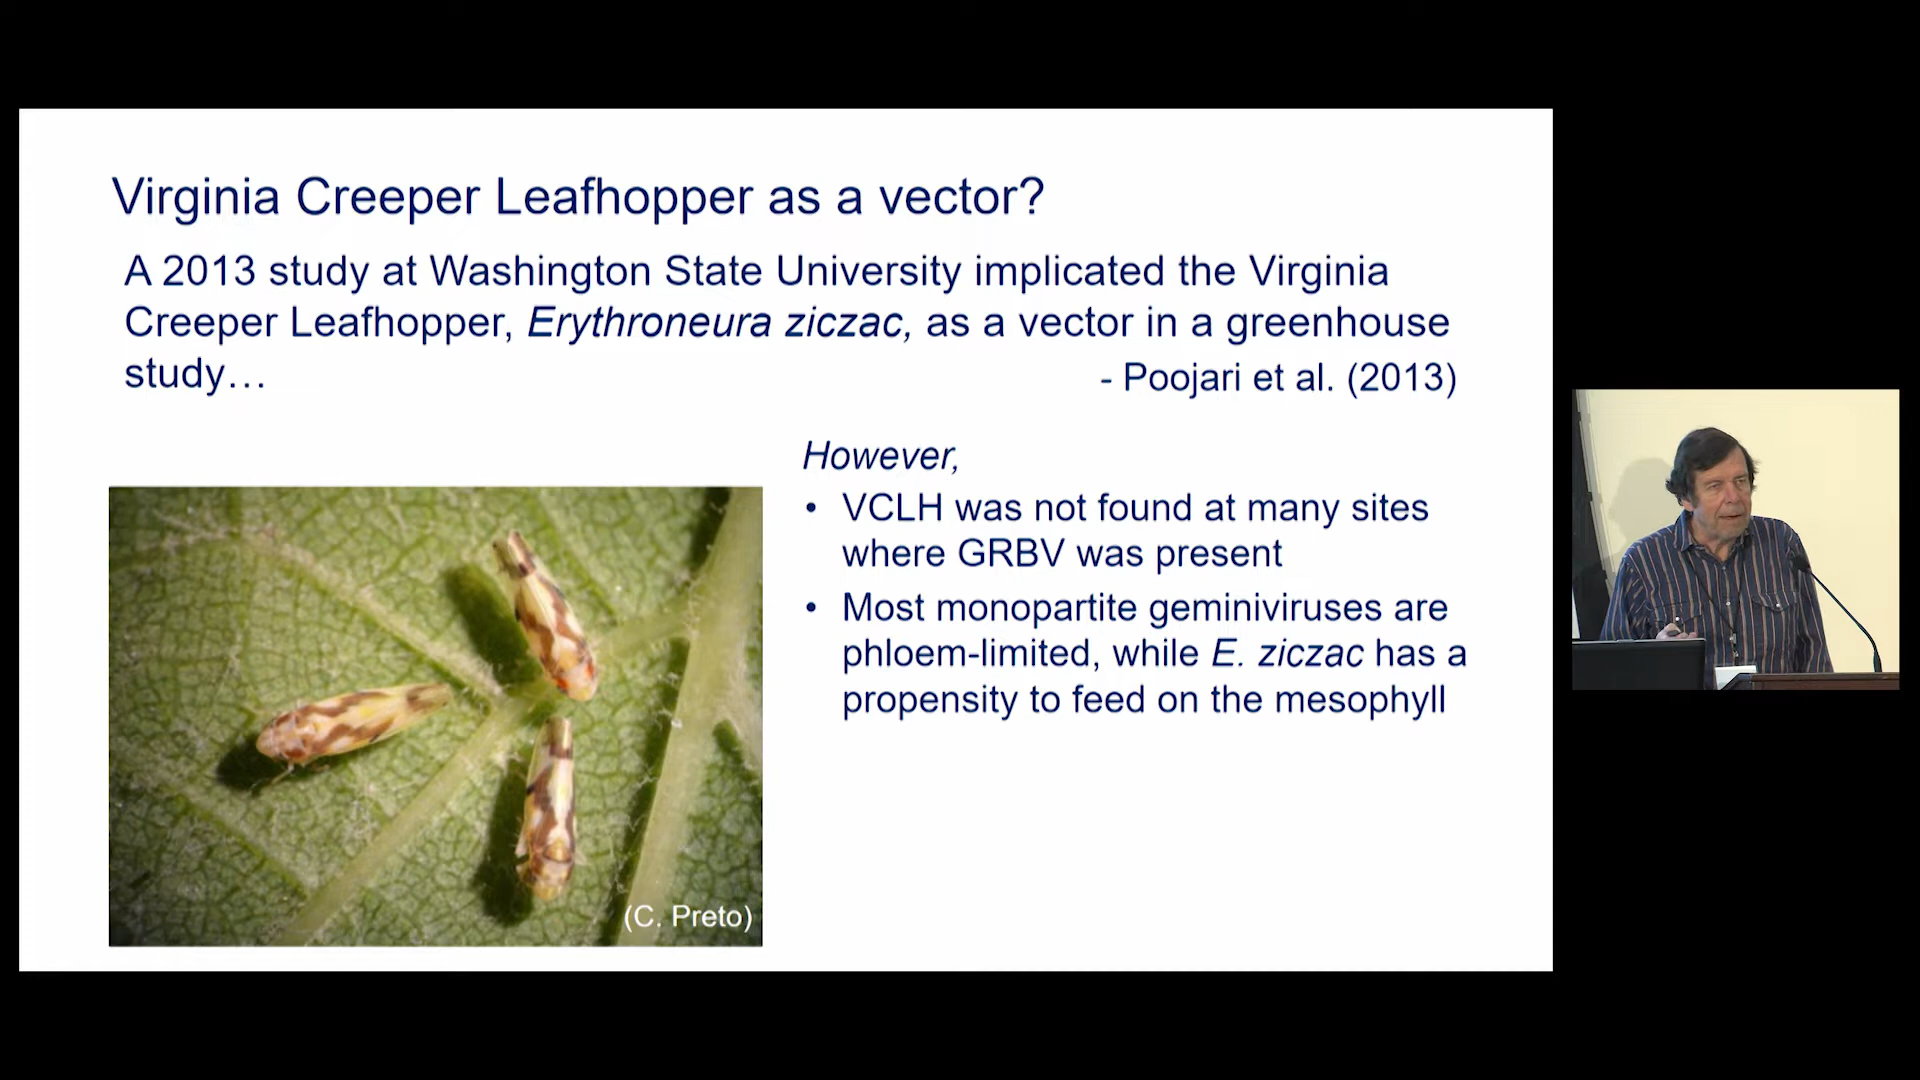 Virginia Creeper Leafhopper as a vector?
A 2013 study at Washington State University implicated the Virginia
Creeper Leafhopper, Erythroneura ziczac, as a vector in a greenhouse
study…
- Poojari et al. (2013)
However,
• VCLH was not found at many sites
where GRBV was present
• Most monopartite geminiviruses are
phloem-limited, while E. ziczac has a
propensity to feed on the mesophyll
(C. Preto)